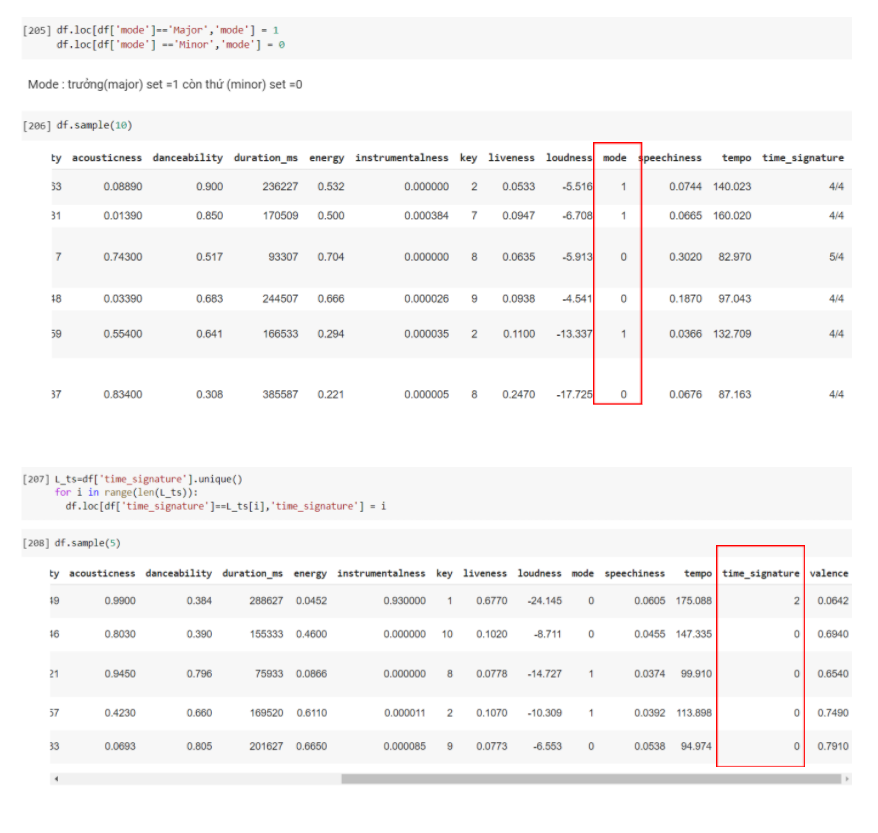 [205] df.loc[df['mode']=='Major','mode'] = 1
df.loc[df['mode'] =='Minor','mode'] = 0
Mode : trưởng(major) set =1 còn thứ (minor) set =0
[206] df.sample(10)
ty acousticness danceability duration_ms energy instrumentalness key liveness loudness mode speechiness tempo time_signature
63 0.08890 0.900 236227 0.532 0.000000 2 0.0533 -5.516 1 0.0744 140.023 4/4
31 0.01390 0.850 170509 0.500 0.000384 7 0.0947 -6.708 1 0.0665 160.020 4/4
7 0.74300 0.517 93307 0.704 0.000000 8 0.0635 -5.913 0 0.3020 82.970 5/4
48 0.03390 0.683 244507 0.666 0.000026 9 0.0938 -4.541 0 0.1870 97.043 4/4
59 0.55400 0.641 166533 0.294 0.000035 2 0.1100 -13.337 1 0.0366 132.709 4/4
37 0.83400 0.308 385587 0.221 0.000005 8 0.2470 -17.725 0 0.0676 87.163 4/4
[207] L_ts=df['time_signature'].unique()
for i in range(len(L_ts)):
df.loc[df['time_signature']==L_ts[i],'time_signature'] = i
[208] df.sample(5)
ty acousticness danceability duration_ms energy instrumentalness key liveness loudness mode speechiness tempo time_signature valence
49 0.9900 0.384 288627 0.0452 0.930000 1 0.6770 -24.145 0 0.0605 175.088 2 0.0642
46 0.8030 0.390 155333 0.4600 0.000000 10 0.1020 -8.711 0 0.0455 147.335 0 0.6940
21 0.9450 0.796 75933 0.0866 0.000000 8 0.0778 -14.727 1 0.0374 99.910 0 0.6540
57 0.4230 0.660 169520 0.6110 0.000011 2 0.1070 -10.309 1 0.0392 113.898 0 0.7490
33 0.0693 0.805 201627 0.6650 0.000085 9 0.0773 -6.553 0 0.0538 94.974 0 0.7910